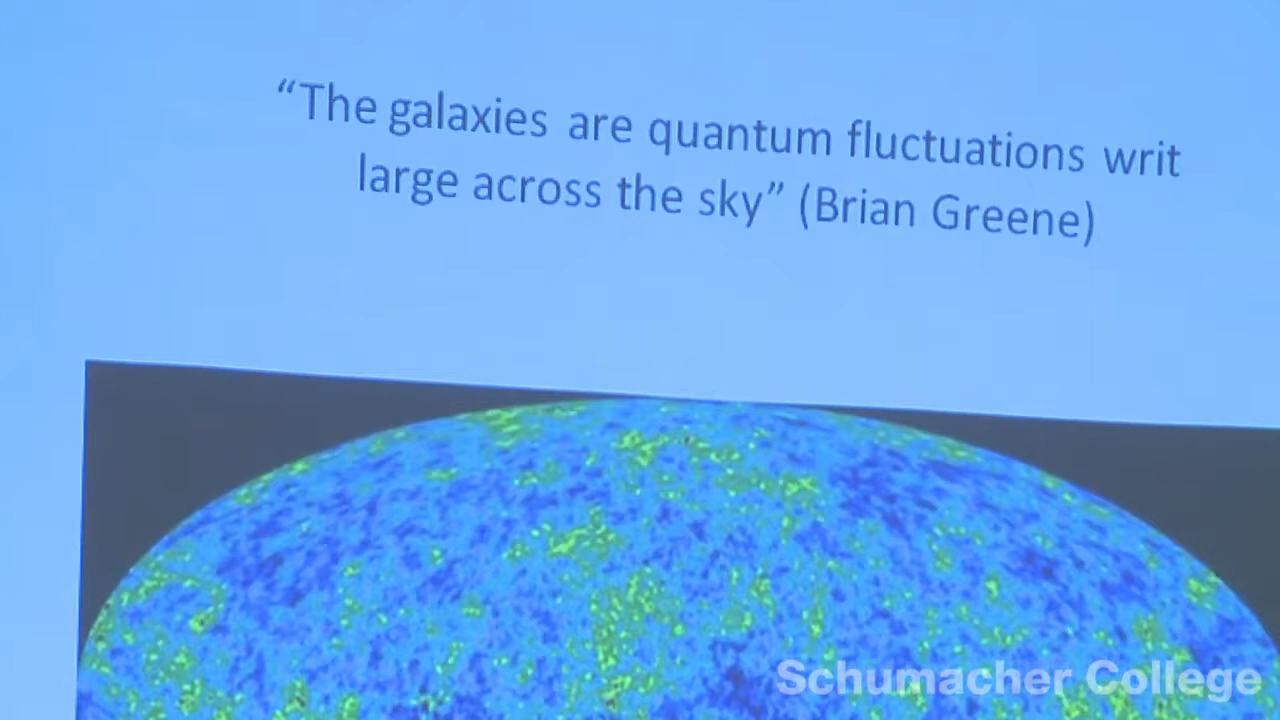 “The galaxies are quantum fluctuations writ
large across the sky” (Brian Greene)
Schumacher College